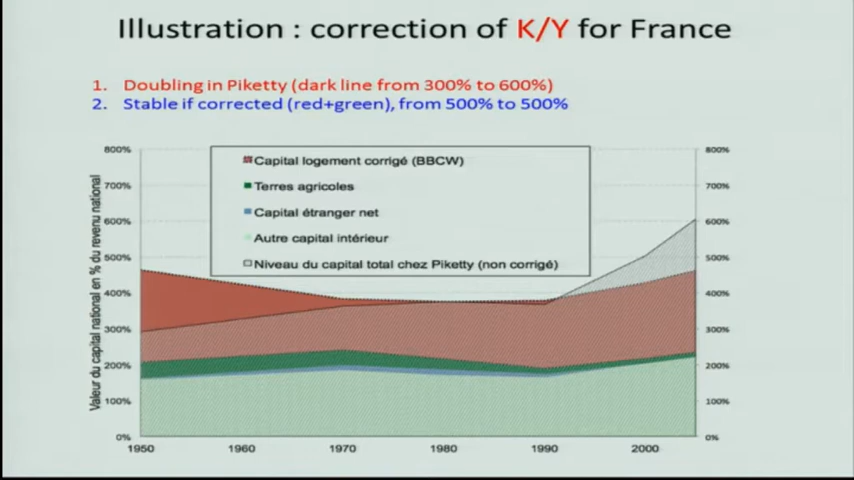 Illustration : correction of K/Y for France
1. Doubling in Piketty (dark line from 300% to 600%)
2. Stable if corrected (red+green), from 500% to 500%
Valeur du capital national en % du revenu national
800%
700%
600%
500%
400%
300%
200%
100%
0%
Capital logement corrigé (BBCW)
Terres agricoles
Capital étranger net
Autre capital intérieur
Niveau du capital total chez Piketty (non corrigé)
800%
700%
600%
500%
400%
300%
200%
100%
0%
1950 1960 1970 1980 1990 2000